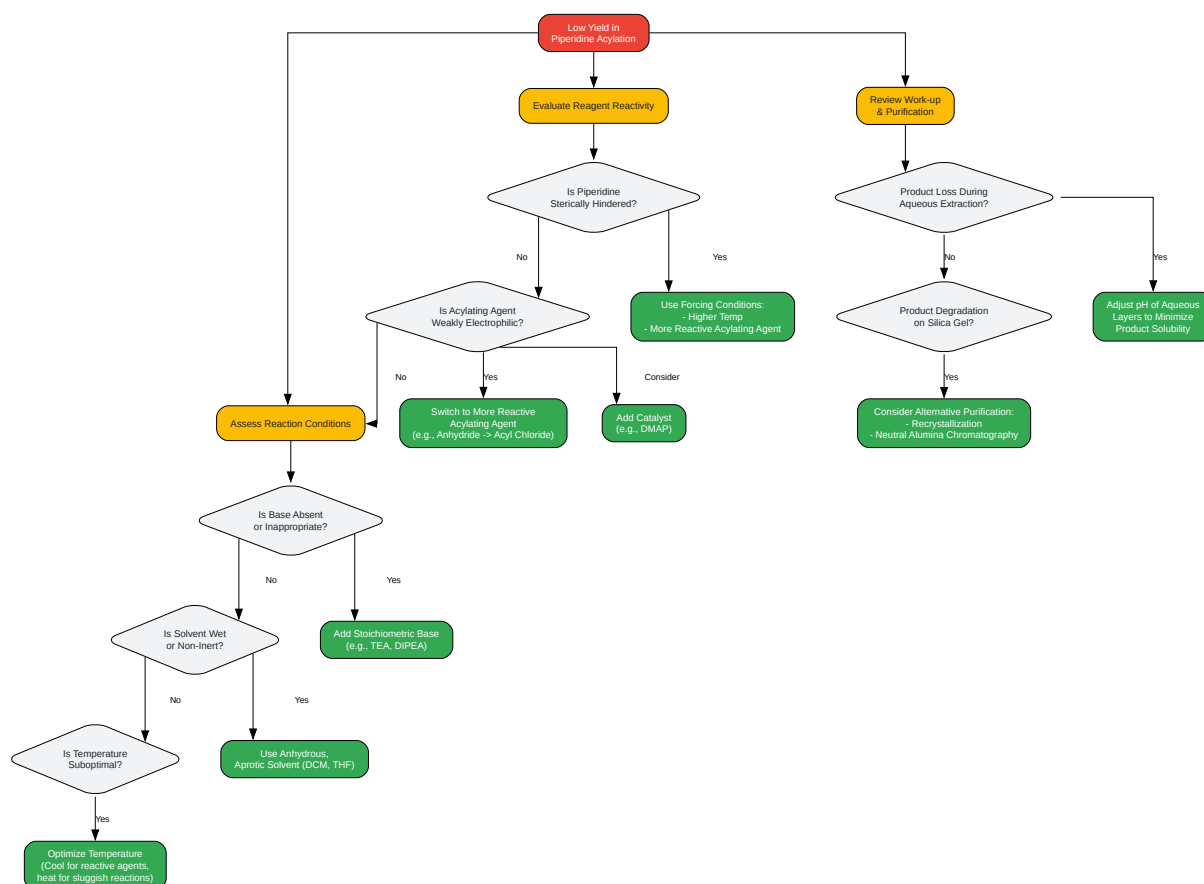 Low Yield in
Piperidine Acylation
Evaluate Reagent Reactivity
Review Work-up
& Purification
Is Piperidine
Sterically Hindered?
Product Loss During
Aqueous Extraction?
No
Yes
No
Yes
Is Acylating Agent
Weakly Electrophilic?
Use Forcing Conditions:
- Higher Temp
- More Reactive Acylating Agent
Product Degradation
on Silica Gel?
Adjust pH of Aqueous
Layers to Minimize
Product Solubility
No
Yes
Consider
Yes
Assess Reaction Conditions
Switch to More Reactive
Acylating Agent
(e.g., Anhydride -> Acyl Chloride)
Add Catalyst
(e.g., DMAP)
Consider Alternative Purification:
- Recrystallization
- Neutral Alumina Chromatography
Is Base Absent
or Inappropriate?
No
Yes
Is Solvent Wet
or Non-Inert?
Add Stoichiometric Base
(e.g., TEA, DIPEA)
No
Yes
Is Temperature
Suboptimal?
Use Anhydrous,
Aprotic Solvent (DCM, THF)
Yes
Optimize Temperature
(Cool for reactive agents,
heat for sluggish reactions)